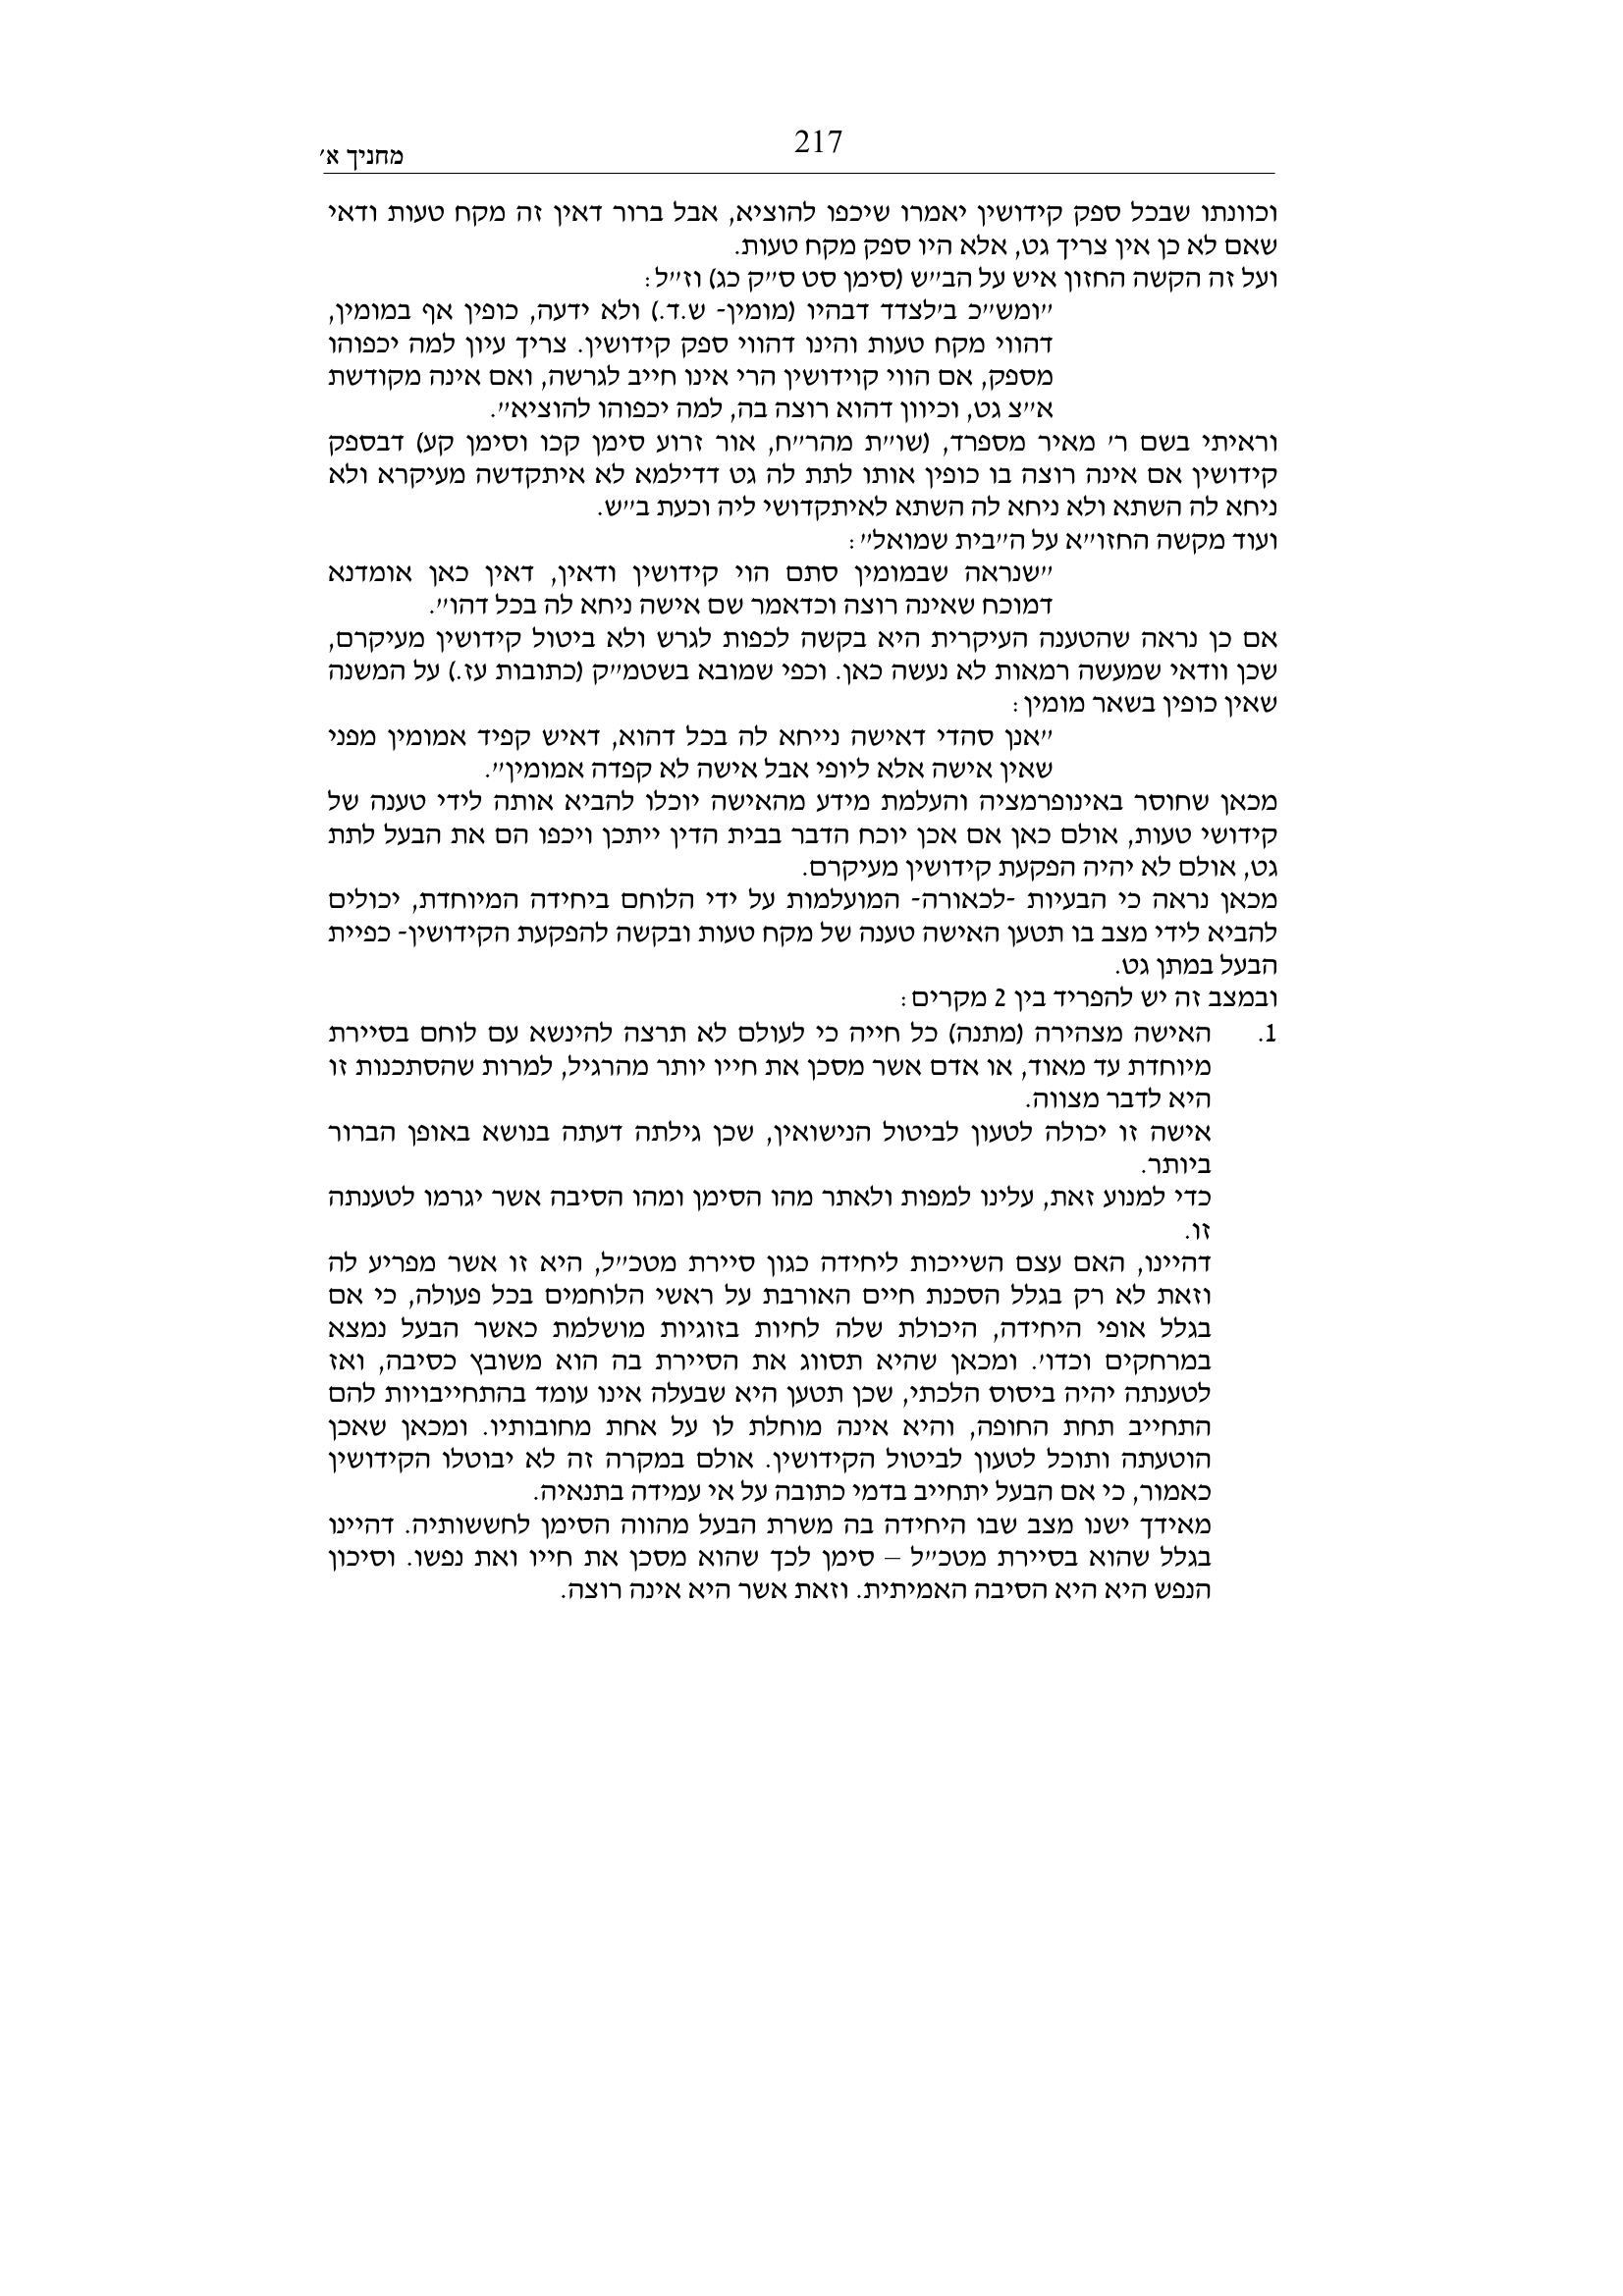 217
מחניך א'
וכוונתו שבכל ספק קידושין יאמרו שיכפו להוציא, אבל ברור דאין זה מקח טעות ודאי
שאם לא כן אין צריך גט, אלא היו ספק מקח טעות.
ועל זה הקשה החזון איש על הב"ש (סימן סט ס"ק כג) וז"ל:
"ומש"כ ב'לצדד דבהיו (מומין- ש.ד.) ולא ידעה, כופין אף במומין,
דהווי מקח טעות והינו דהווי ספק קידושין. צריך עיון למה יכפוהו
מספק, אם הווי קוידושין הרי אינו חייב לגרשה, ואם אינה מקודשת
א"צ גט, וכיוון דהוא רוצה בה, למה יכפוהו להוציא".
וראיתי בשם ר' מאיר מספרד, (שו"ת מהר"ח, אור זרוע סימן קכו וסימן קע) דבספק
קידושין אם אינה רוצה בו כופין אותו לתת לה גט דדילמא לא איתקדשה מעיקרא ולא
ניחא לה השתא ולא ניחא לה השתא לאיתקדושי ליה וכעת ב"ש.
ועוד מקשה החזו"א על ה"בית שמואל":
"שנראה שבמומין סתם הוי קידושין ודאין, דאין כאן אומדנא
דמוכח שאינה רוצה וכדאמר שם אישה ניחא לה בכל דהו".
אם כן נראה שהטענה העיקרית היא בקשה לכפות לגרש ולא ביטול קידושין מעיקרם,
שכן וודאי שמעשה רמאות לא נעשה כאן. וכפי שמובא בשטמ"ק (כתובות עז.) על המשנה
שאין כופין בשאר מומין:
"אנן סהדי דאישה נייחא לה בכל דהוא, דאיש קפיד אמומין מפני
שאין אישה אלא ליופי אבל אישה לא קפדה אמומין".
מכאן שחוסר באינופרמציה והעלמת מידע מהאישה יוכלו להביא אותה לידי טענה של
קידושי טעות, אולם כאן אם אכן יוכח הדבר בבית הדין ייתכן ויכפו הם את הבעל לתת
גט, אולם לא יהיה הפקעת קידושין מעיקרם.
מכאן נראה כי הבעיות -לכאורה- המועלמות על ידי הלוחם ביחידה המיוחדת, יכולים
להביא לידי מצב בו תטען האישה טענה של מקח טעות ובקשה להפקעת הקידושין- כפיית
הבעל במתן גט.
ובמצב זה יש להפריד בין 2 מקרים:
1. האישה מצהירה (מתנה) כל חייה כי לעולם לא תרצה להינשא עם לוחם בסיירת
מיוחדת עד מאוד, או אדם אשר מסכן את חייו יותר מהרגיל, למרות שהסתכנות זו
היא לדבר מצווה.
אישה זו יכולה לטעון לביטול הנישואין, שכן גילתה דעתה בנושא באופן הברור
ביותר.
כדי למנוע זאת, עלינו למפות ולאתר מהו הסימן ומהו הסיבה אשר יגרמו לטענתה
זו.
דהיינו, האם עצם השייכות ליחידה כגון סיירת מטכ"ל, היא זו אשר מפריע לה
וזאת לא רק בגלל הסכנת חיים האורבת על ראשי הלוחמים בכל פעולה, כי אם
בגלל אופי היחידה, היכולת שלה לחיות בזוגיות מושלמת כאשר הבעל נמצא
במרחקים וכדו'. ומכאן שהיא תסווג את הסיירת בה הוא משובץ כסיבה, ואז
לטענתה יהיה ביסוס הלכתי, שכן תטען היא שבעלה אינו עומד בהתחייבויות להם
התחייב תחת החופה, והיא אינה מוחלת לו על אחת מחובותיו. ומכאן שאכן
הוטעתה ותוכל לטעון לביטול הקידושין. אולם במקרה זה לא יבוטלו הקידושין
כאמור, כי אם הבעל יתחייב בדמי כתובה על אי עמידה בתנאיה.
מאידך ישנו מצב שבו היחידה בה משרת הבעל מהווה הסימן לחששותיה. דהיינו
בגלל שהוא בסיירת מטכ"ל – סימן לכך שהוא מסכן את חייו ואת נפשו. וסיכון
הנפש היא היא הסיבה האמיתית. וזאת אשר היא אינה רוצה.